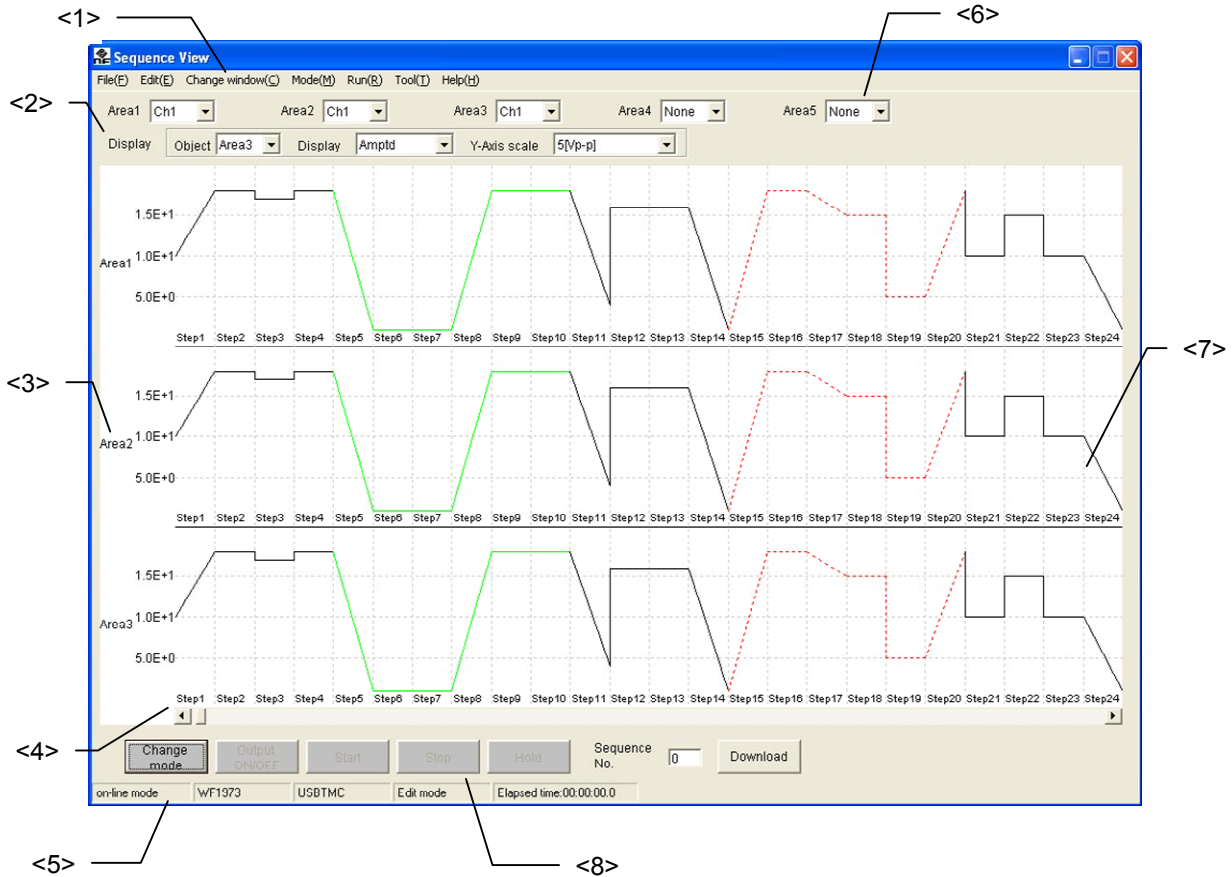 <1>
<6>
Sequence View
File(F) Edit(E) Change window(C) Mode(M) Run(R) Tool(T) Help(H)
<2>
Area1 Ch1 Area2 Ch1 Area3 Ch1 Area4 None Area5 None
Display Object Area3 Display Amptd Y-Axis scale 5[Vp-p]
1.5E+1
Area1 1.0E+1
5.0E+0
Step1 Step2 Step3 Step4 Step5 Step6 Step7 Step8 Step9 Step10 Step11 Step12 Step13 Step14 Step15 Step16 Step17 Step18 Step19 Step20 Step21 Step22 Step23 Step24
<7>
<3>
1.5E+1
Area2 1.0E+1
5.0E+0
Step1 Step2 Step3 Step4 Step5 Step6 Step7 Step8 Step9 Step10 Step11 Step12 Step13 Step14 Step15 Step16 Step17 Step18 Step19 Step20 Step21 Step22 Step23 Step24
1.5E+1
Area3 1.0E+1
5.0E+0
Step1 Step2 Step3 Step4 Step5 Step6 Step7 Step8 Step9 Step10 Step11 Step12 Step13 Step14 Step15 Step16 Step17 Step18 Step19 Step20 Step21 Step22 Step23 Step24
<4>
Change
mode
Output
ON/OFF
Start
Stop
Hold
Sequence
No.
0
Download
on-line mode WF1973 USBTMC Edit mode Elapsed time:00:00:00.0
<5>
<8>